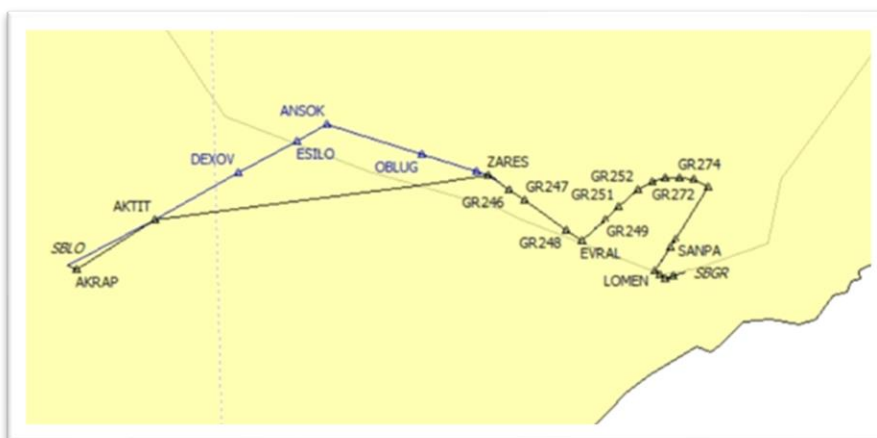 ANSOK
ESILO
DEXOV
OBLUG
ZARES
GR246
GR247
GR252
GR274
GR251
GR272
GR249
GR248
EVRAL
AKTIT
SBLO
AKRAP
SANPA
LOMEN
SBGR